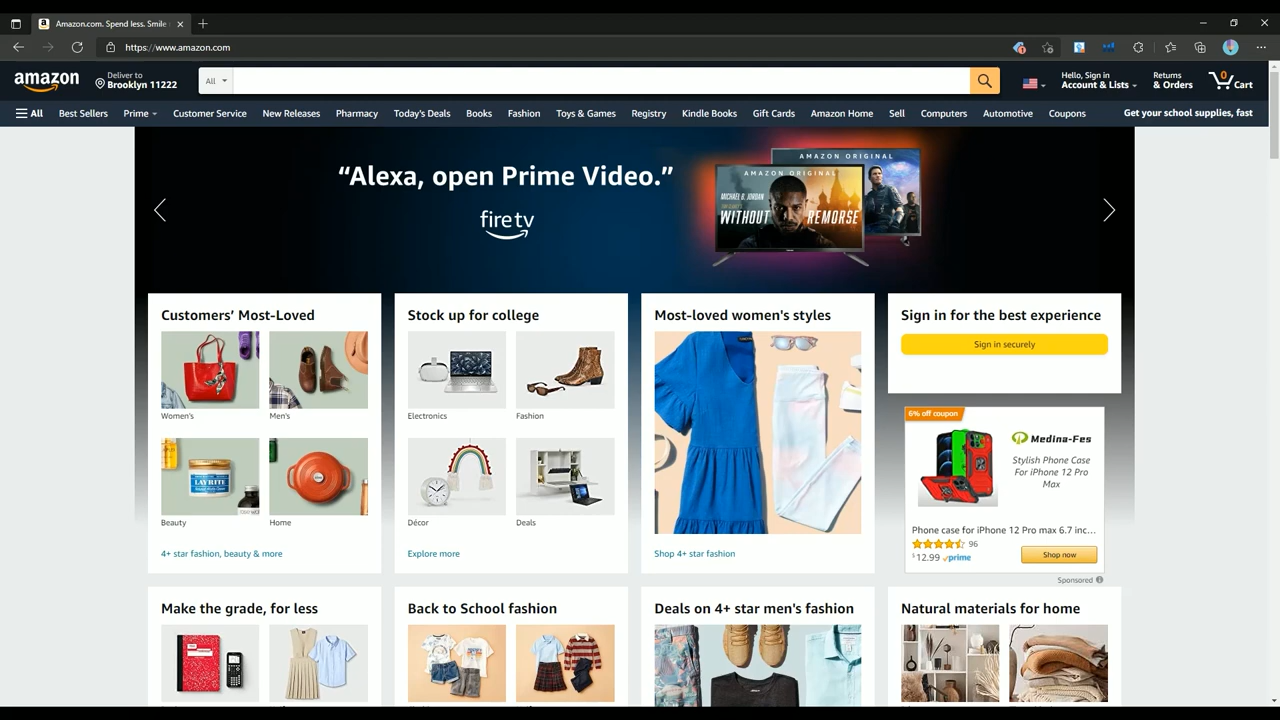 Amazon.com. Spend less. Smile
https://www.amazon.com
amazon
Deliver to
Brooklyn 11222
All
Hello, Sign in
Account & Lists
Returns
& Orders
0
Cart
All
Best Sellers
Prime
Customer Service
New Releases
Pharmacy
Today's Deals
Books
Fashion
Toys & Games
Registry
Kindle Books
Gift Cards
Amazon Home
Sell
Computers
Automotive
Coupons
Get your school supplies, fast
“Alexa, open Prime Video.”
fire tv
AMAZON ORIGINAL
AMAZON ORIGINAL
MICHAEL B. JORDAN
WITHOUT REMORSE
Customers’ Most-Loved
Women's
Men's
LAYRITE
Beauty
Home
4+ star fashion, beauty & more
Stock up for college
Electronics
Fashion
Décor
Deals
Explore more
Most-loved women's styles
Shop 4+ star fashion
Sign in for the best experience
Sign in securely
6% off coupon
Medina-Fes
Stylish Phone Case
For iPhone 12 Pro
Max
Phone case for iPhone 12 Pro max 6.7 inc...
96
$12.99 prime
Shop now
Sponsored
Make the grade, for less
Back to School fashion
Deals on 4+ star men's fashion
Natural materials for home